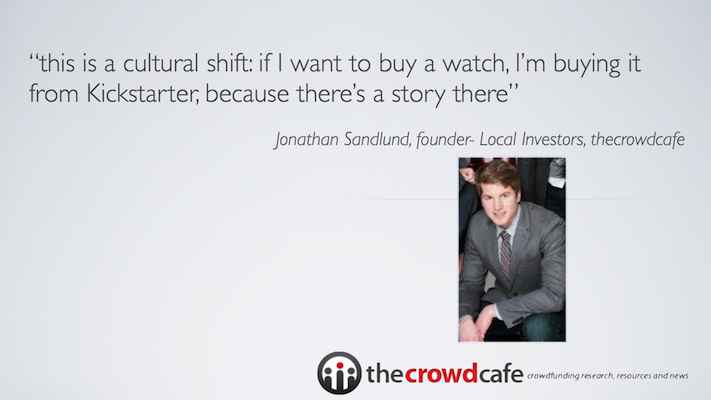 “this is a cultural shift: if I want to buy a watch, I’m buying it
from Kickstarter, because there’s a story there”
Jonathan Sandlund, founder- Local Investors, thecrowdcafe
thecrowdcafe crowdfunding research, resources and news